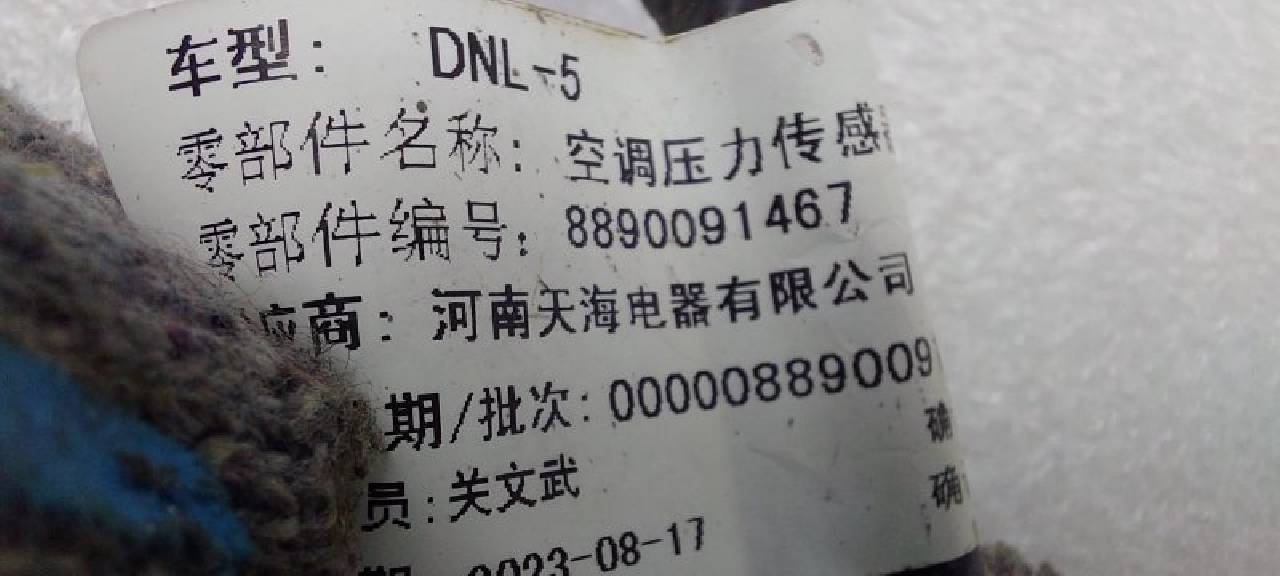 车型: DNL-5
零部件名称: 空调压力传感
零部件编号: 8890091467
应商: 河南天海电器有限公司
期/批次: 00000889009
确
员:关文武
确
2023-08-17